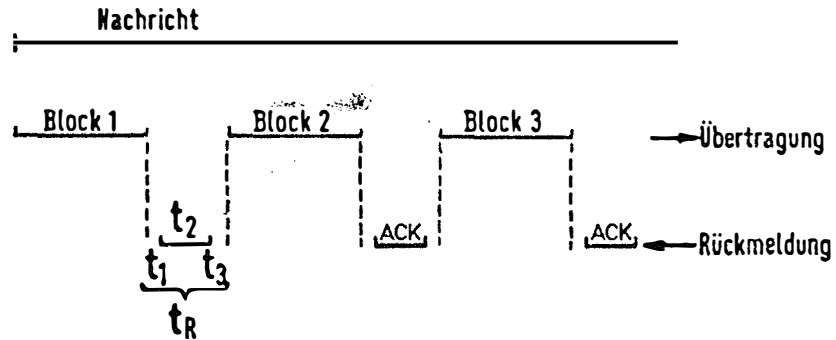 Nachricht
Block 1 Block 2 Block 3 Übertragung
t2
ACK ACK Rückmeldung
t1 t3
tR